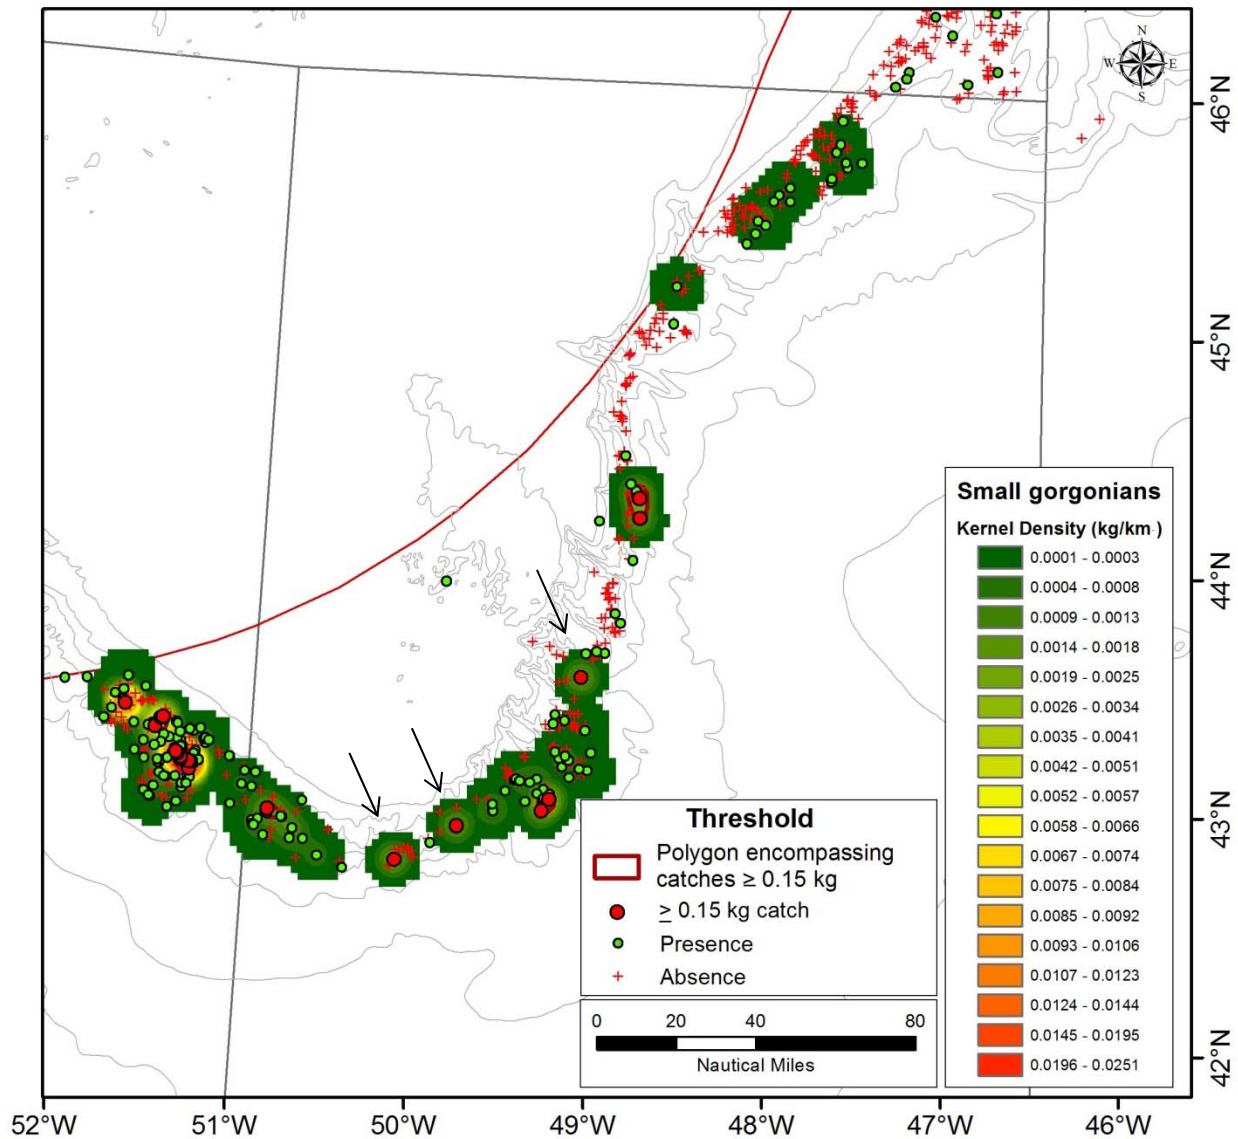 N
W E
S
46°N
45°N
44°N
43°N
42°N
Small gorgonians
Kernel Density (kg/km )
0.0001 - 0.0003
0.0004 - 0.0008
0.0009 - 0.0013
0.0014 - 0.0018
0.0019 - 0.0025
0.0026 - 0.0034
0.0035 - 0.0041
0.0042 - 0.0051
0.0052 - 0.0057
0.0058 - 0.0066
0.0067 - 0.0074
0.0075 - 0.0084
0.0085 - 0.0092
0.0093 - 0.0106
0.0107 - 0.0123
0.0124 - 0.0144
0.0145 - 0.0195
0.0196 - 0.0251
Threshold
Polygon encompassing
catches ≥ 0.15 kg
≥ 0.15 kg catch
Presence
Absence
0 20 40 80
Nautical Miles
52°W 51°W 50°W 49°W 48°W 47°W 46°W